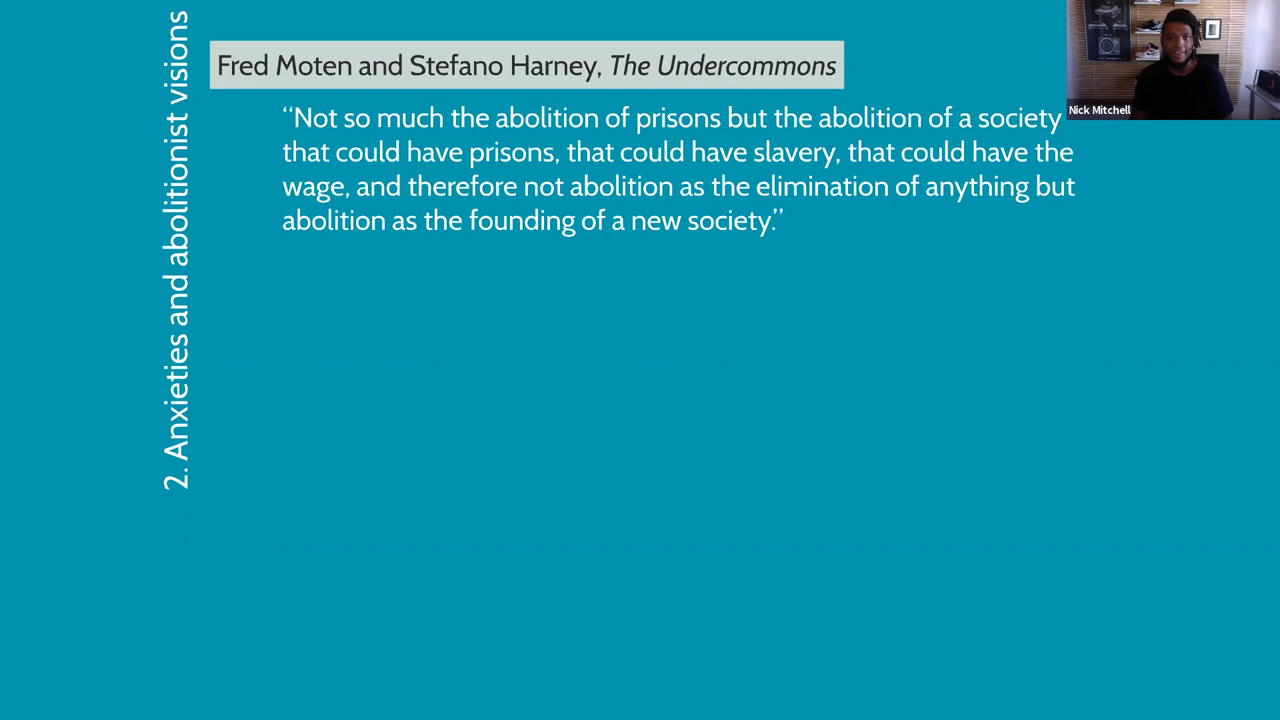 2. Anxieties and abolitionist visions
Fred Moten and Stefano Harney, The Undercommons
“Not so much the abolition of prisons but the abolition of a society
that could have prisons, that could have slavery, that could have the
wage, and therefore not abolition as the elimination of anything but
abolition as the founding of a new society.”
Nick Mitchell